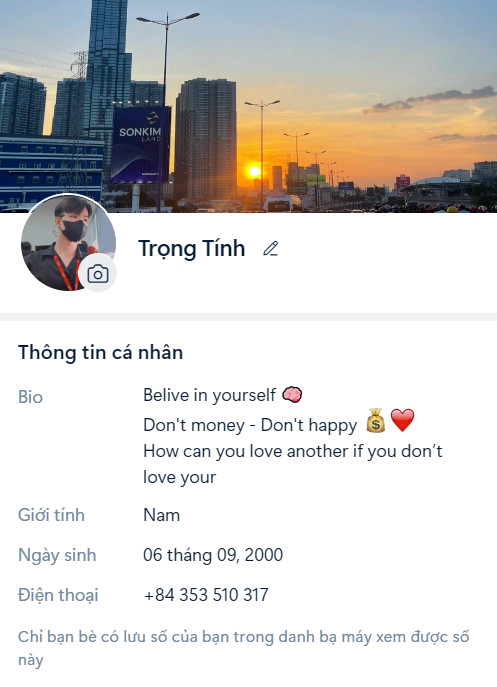 SONKIM
LAND
Trọng Tính
Thông tin cá nhân
Bio
Belive in yourself 🧠
Don't money - Don't happy 💰❤️
How can you love another if you don’t
love your
Giới tính
Nam
Ngày sinh
06 tháng 09, 2000
Điện thoại
+84 353 510 317
Chỉ bạn bè có lưu số của bạn trong danh bạ máy xem được số
này